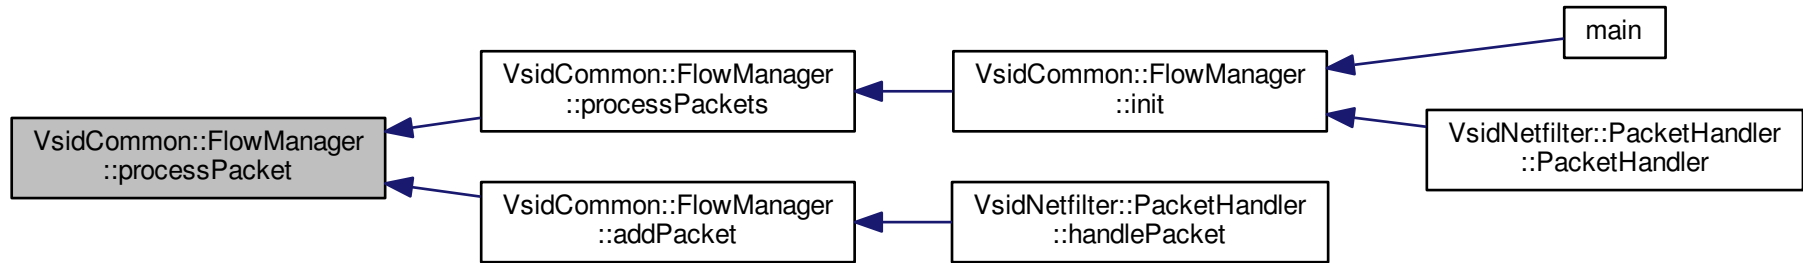 VsidCommon::FlowManager
::processPacket
VsidCommon::FlowManager
::processPackets
VsidCommon::FlowManager
::addPacket
VsidCommon::FlowManager
::init
VsidNetfilter::PacketHandler
::handlePacket
main
VsidNetfilter::PacketHandler
::PacketHandler